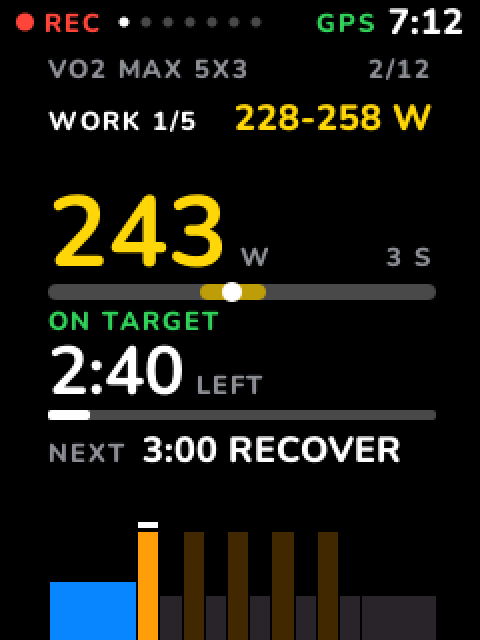 REC GPS 7:12
VO2 MAX 5X3 2/12
WORK 1/5 228-258 W
243 W 3 S
ON TARGET
2:40 LEFT
NEXT 3:00 RECOVER